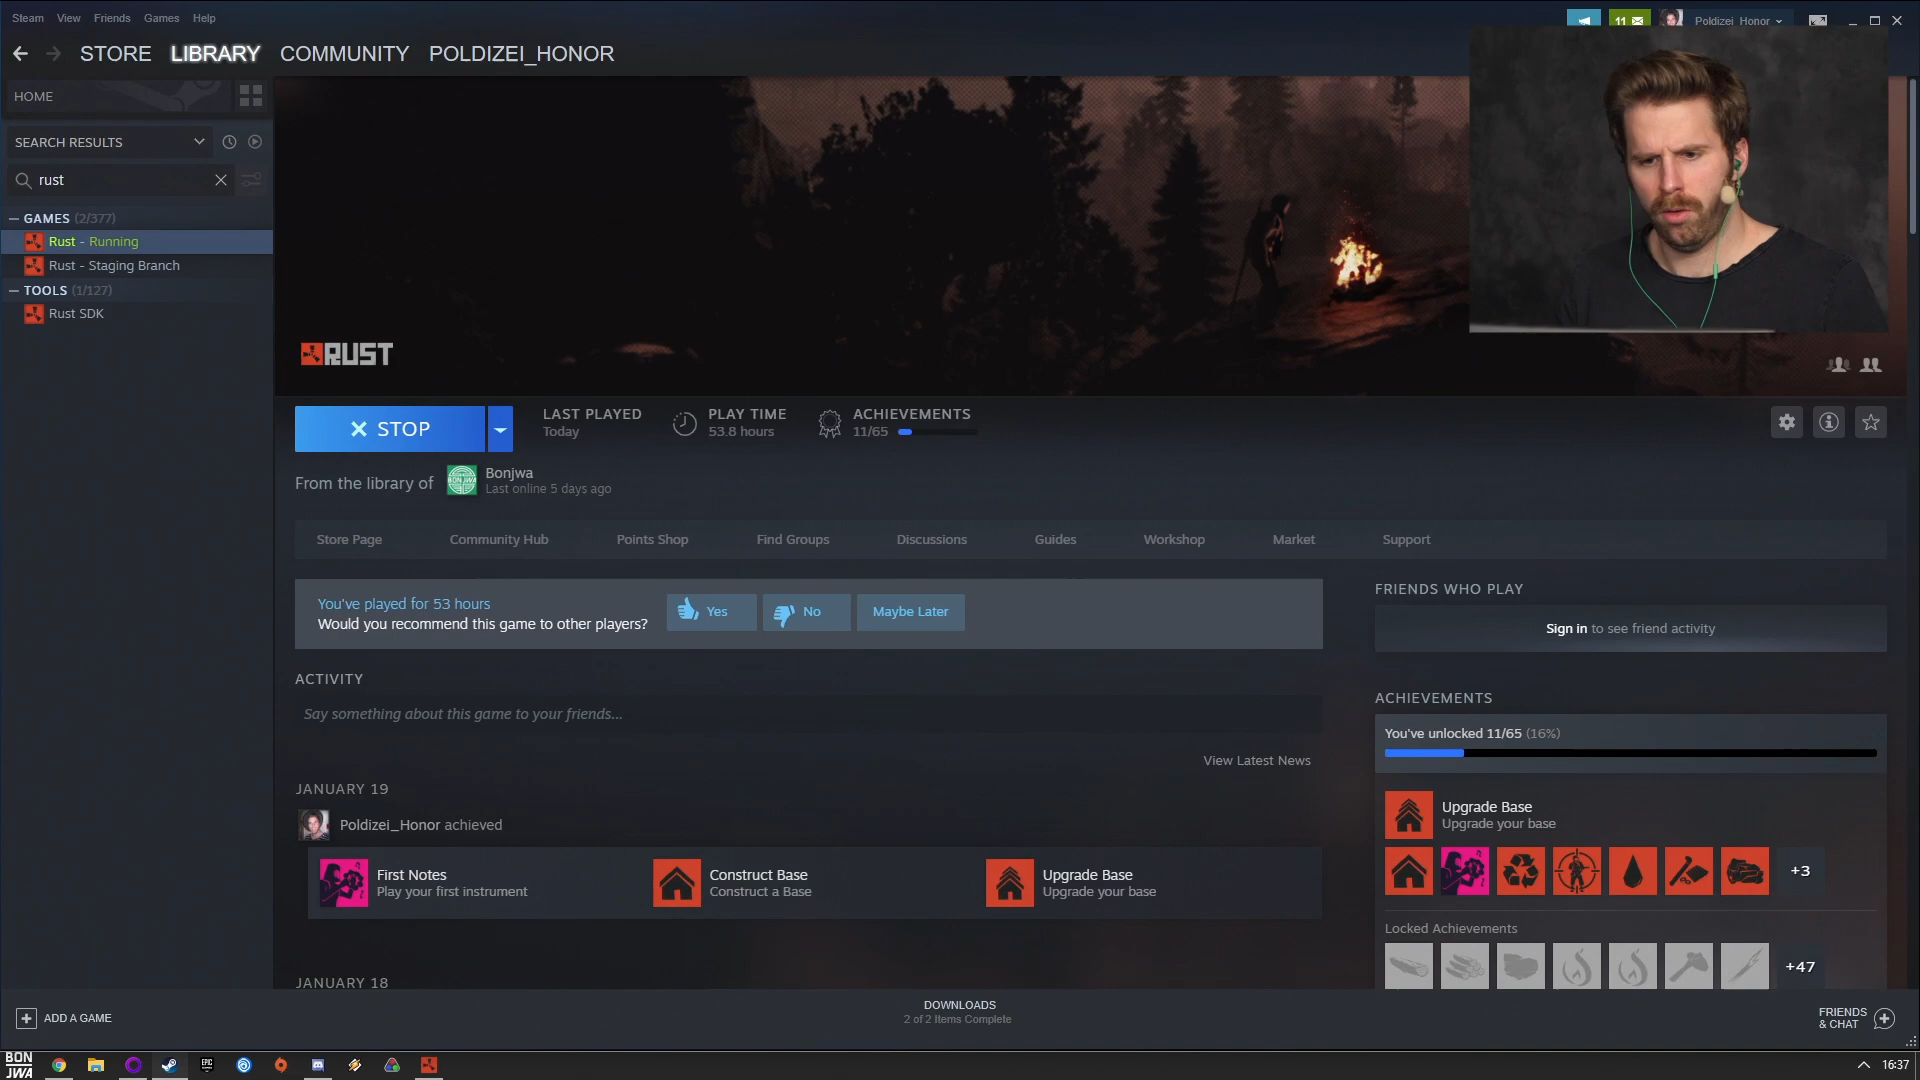 Steam View Friends Games Help
11
Poldizei Honor
STORE LIBRARY COMMUNITY POLDIZEI_HONOR
HOME
SEARCH RESULTS
rust
GAMES (2/377)
Rust - Running
Rust - Staging Branch
TOOLS (1/127)
Rust SDK
RUST
STOP
LAST PLAYED
Today
PLAY TIME
53.8 hours
ACHIEVEMENTS
11/65
From the library of
BONJWA
Bonjwa
Last online 5 days ago
Store Page Community Hub Points Shop Find Groups Discussions Guides Workshop Market Support
You've played for 53 hours
Would you recommend this game to other players?
Yes No Maybe Later
FRIENDS WHO PLAY
Sign in to see friend activity
ACTIVITY
Say something about this game to your friends...
View Latest News
JANUARY 19
Poldizei_Honor achieved
First Notes
Play your first instrument
Construct Base
Construct a Base
Upgrade Base
Upgrade your base
JANUARY 18
ACHIEVEMENTS
You've unlocked 11/65 (16%)
Upgrade Base
Upgrade your base
+3
Locked Achievements
+47
ADD A GAME
DOWNLOADS
2 of 2 Items Complete
FRIENDS
& CHAT
BON
JWA
EPIC
16:37